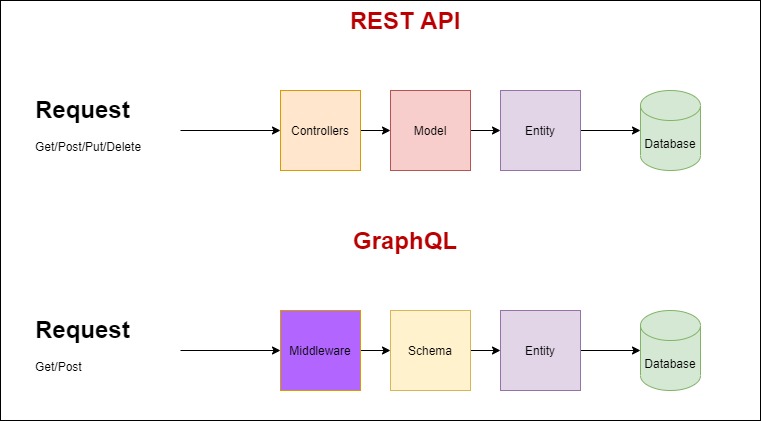 REST API
Request
Get/Post/Put/Delete
Controllers
Model
Entity
Database
GraphQL
Request
Get/Post
Middleware
Schema
Entity
Database